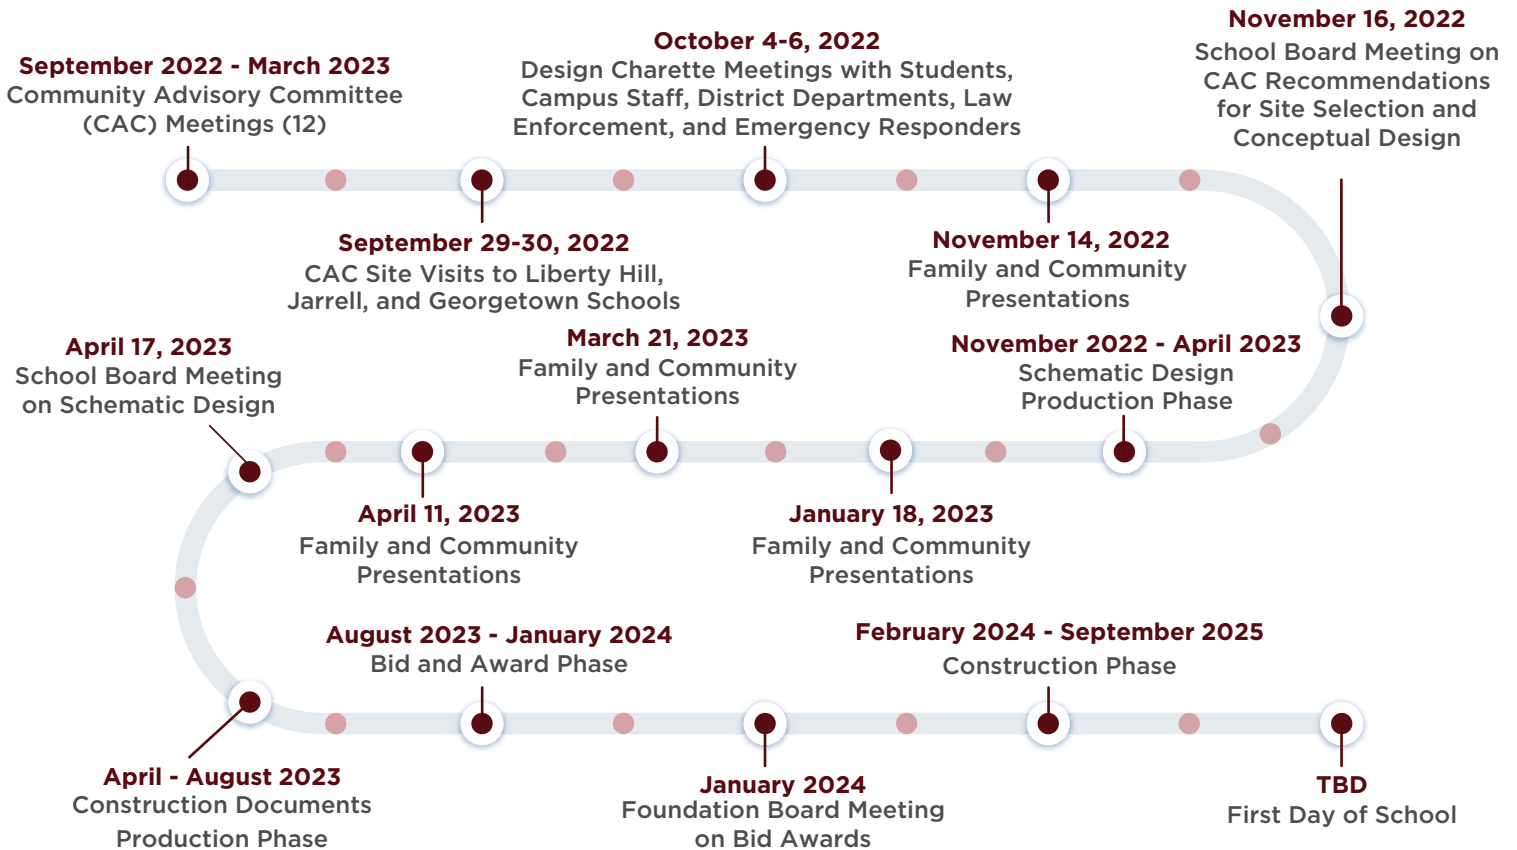 September 2022 - March 2023
Community Advisory Committee
(CAC) Meetings (12)
September 29-30, 2022
CAC Site Visits to Liberty Hill,
Jarrell, and Georgetown Schools
October 4-6, 2022
Design Charette Meetings with Students,
Campus Staff, District Departments, Law
Enforcement, and Emergency Responders
November 14, 2022
Family and Community
Presentations
November 16, 2022
School Board Meeting on
CAC Recommendations
for Site Selection and
Conceptual Design
November 2022 - April 2023
Schematic Design
Production Phase
January 18, 2023
Family and Community
Presentations
March 21, 2023
Family and Community
Presentations
April 11, 2023
Family and Community
Presentations
April 17, 2023
School Board Meeting
on Schematic Design
April - August 2023
Construction Documents
Production Phase
August 2023 - January 2024
Bid and Award Phase
January 2024
Foundation Board Meeting
on Bid Awards
February 2024 - September 2025
Construction Phase
TBD
First Day of School